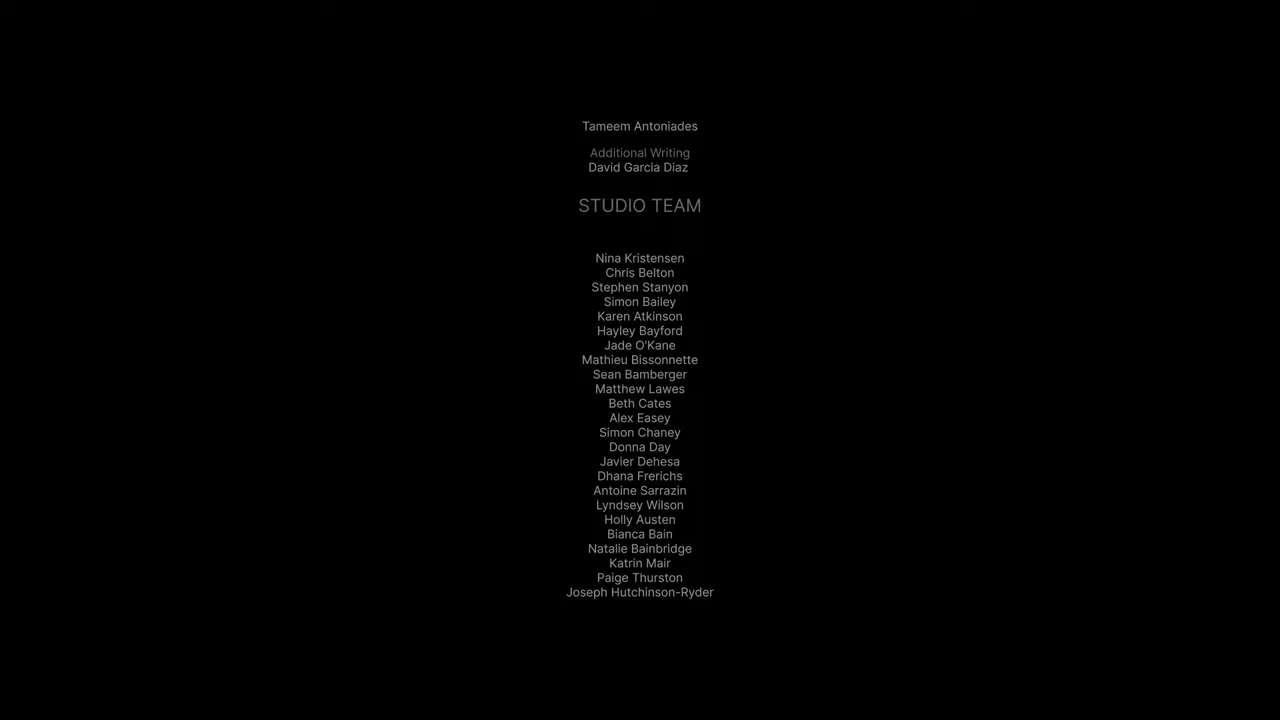 Tameem Antoniades
Additional Writing
David Garcia Diaz
STUDIO TEAM
Nina Kristensen
Chris Belton
Stephen Stanyon
Simon Bailey
Karen Atkinson
Hayley Bayford
Jade O'Kane
Mathieu Bissonnette
Sean Bamberger
Matthew Lawes
Beth Cates
Alex Easey
Simon Chaney
Donna Day
Javier Dehesa
Dhana Frerichs
Antoine Sarrazin
Lyndsey Wilson
Holly Austen
Bianca Bain
Natalie Bainbridge
Katrin Mair
Paige Thurston
Joseph Hutchinson-Ryder